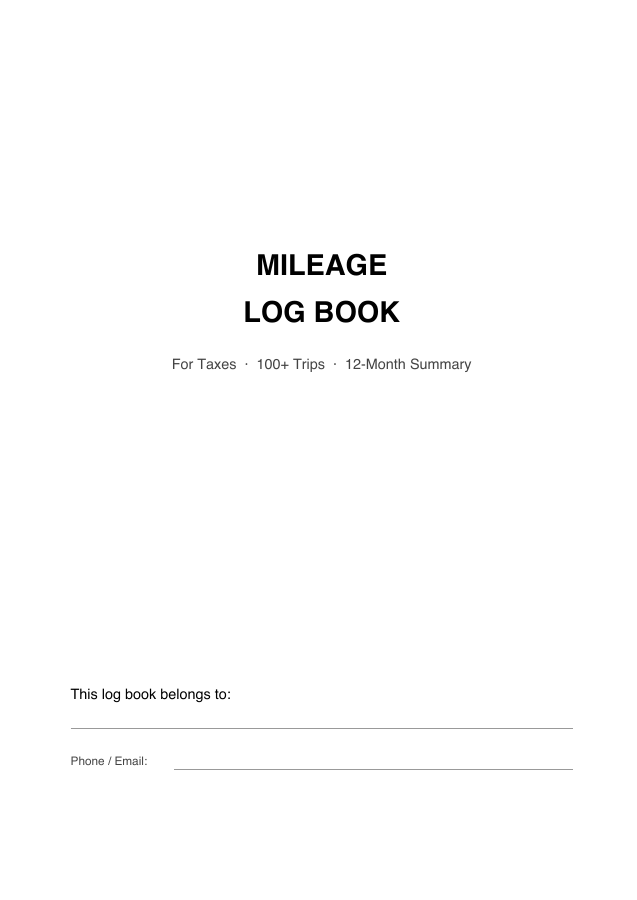 MILEAGE
LOG BOOK
For Taxes · 100+ Trips · 12-Month Summary
This log book belongs to:
Phone / Email: